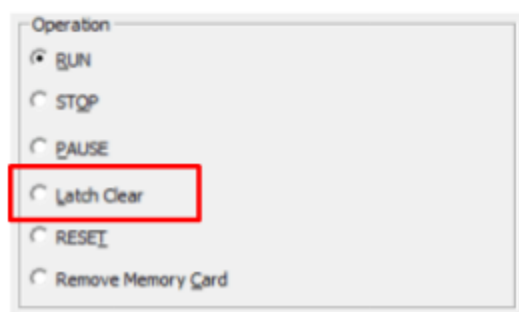 Operation
RUN
STOP
PAUSE
Latch Clear
RESET
Remove Memory Card